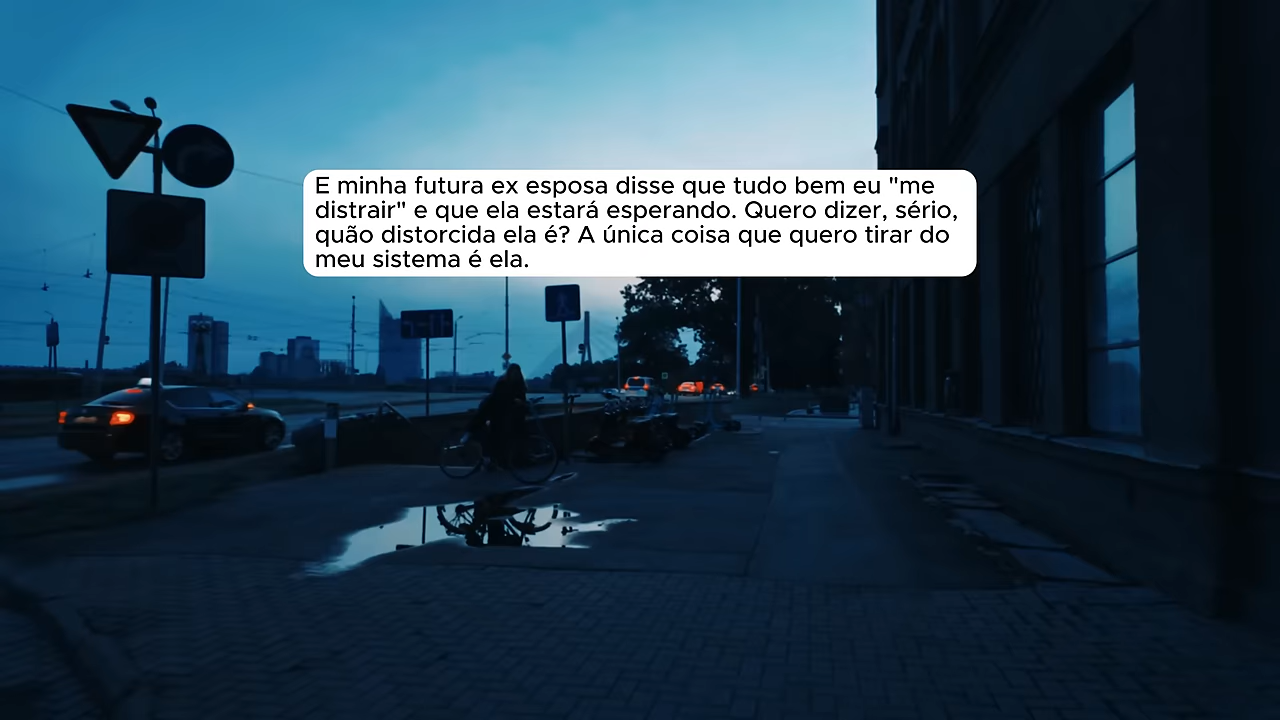 E minha futura ex esposa disse que tudo bem eu "me
distrair" e que ela estará esperando. Quero dizer, sério,
quão distorcida ela é? A única coisa que quero tirar do
meu sistema é ela.